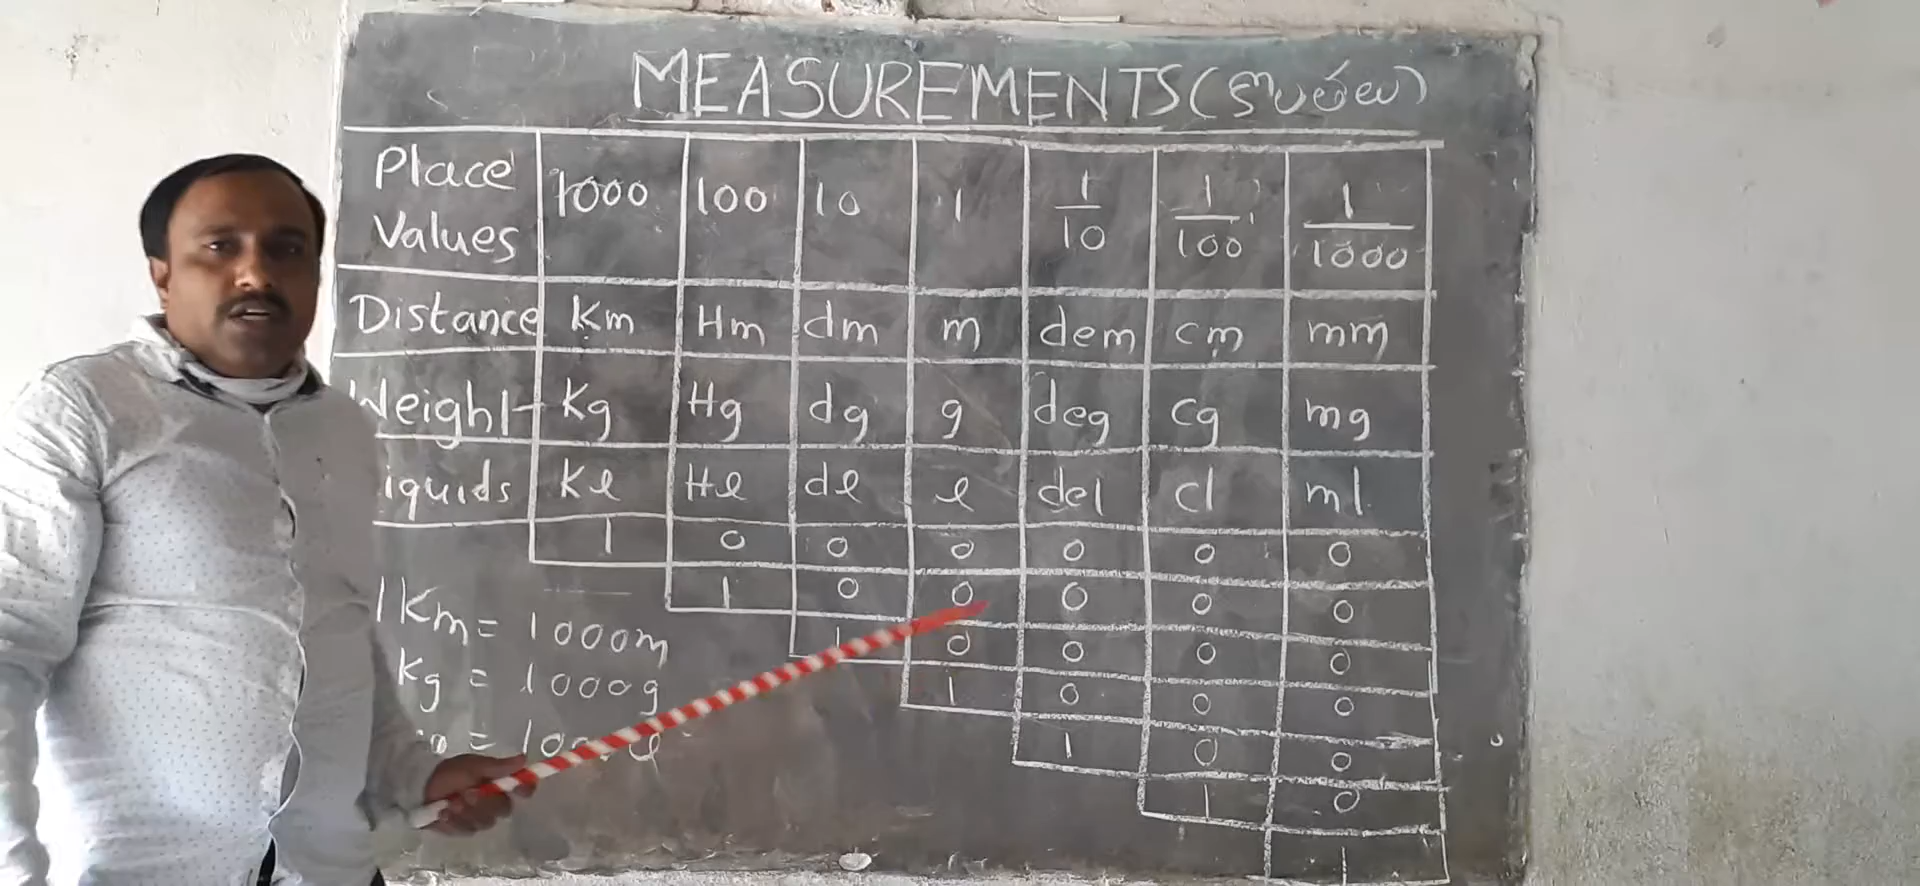 MEASUREMENTS (కొలతలు)
Place Values 1000 100 10 1 1/10 1/100 1/1000
Distance Km Hm dm m dem cm mm
Weight Kg Hg dg g deg cg mg
iquids Kl Hl dl l del cl ml
1 0 0 0 0 0 0
1 0 0 0 0 0
1 0 0 0 0
1 0 0 0
1 0 0
1 0
1
1Km = 1000m
Kg = 1000g